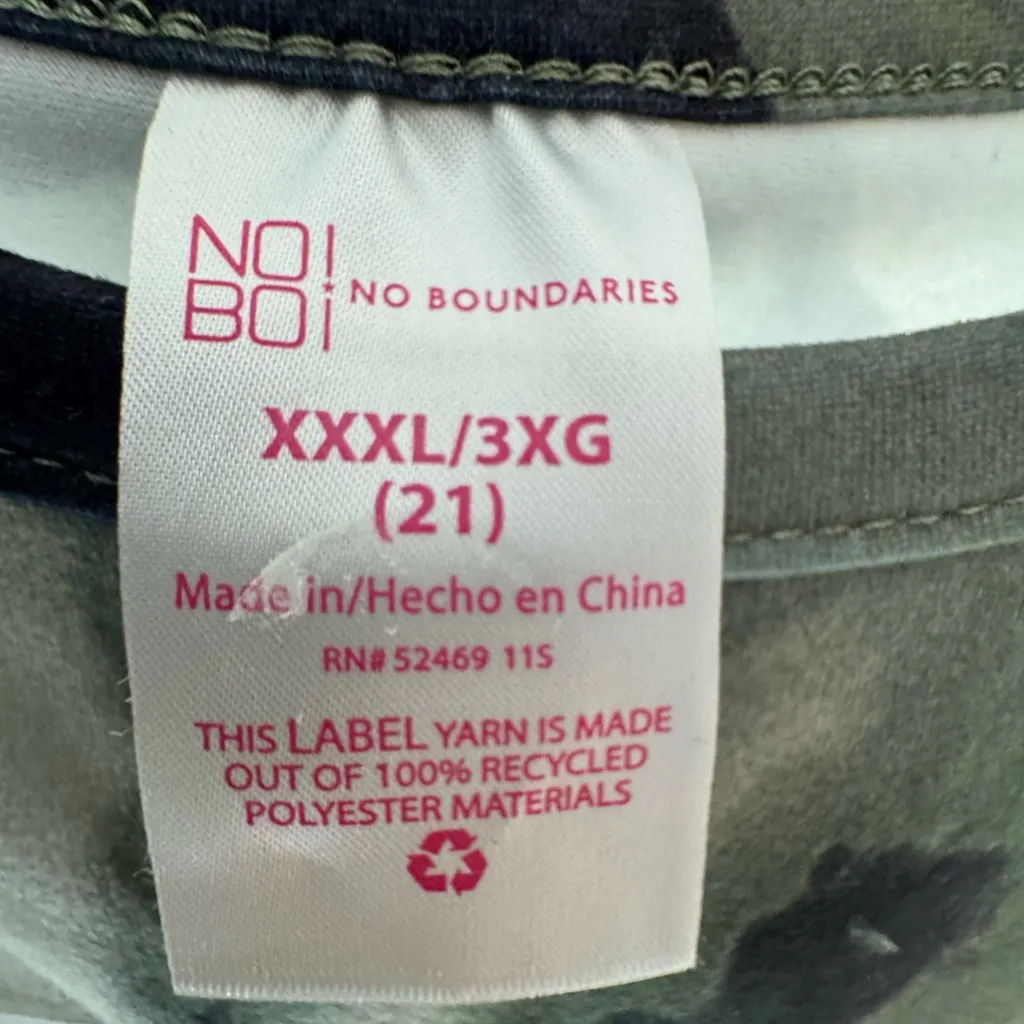 NO
BO
NO BOUNDARIES
XXXL/3XG
(21)
Made in/Hecho en China
RN# 52469 11S
THIS LABEL YARN IS MADE
OUT OF 100% RECYCLED
POLYESTER MATERIALS